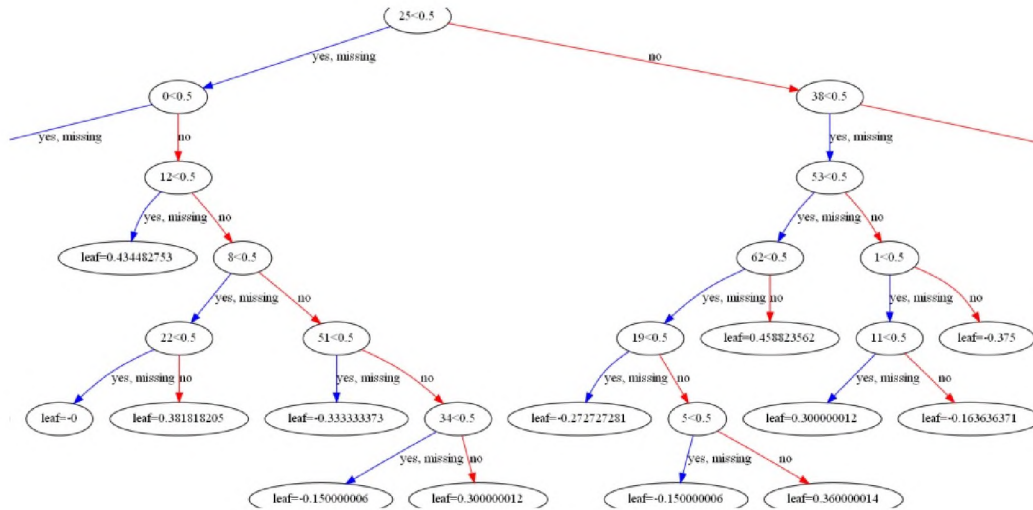 25<0.5
yes, missing no
0<0.5 38<0.5
yes, missing no yes, missing
12<0.5 53<0.5
yes, missing no yes, missing no
leaf=0.434482753 8<0.5 62<0.5 1<0.5
yes, missing no yes, missing no yes, missing no
22<0.5 51<0.5 19<0.5 leaf=0.458823562 11<0.5 leaf=-0.375
yes, missing no yes, missing no yes, missing no yes, missing no
leaf=-0 leaf=0.381818205 leaf=-0.333333373 34<0.5 leaf=-0.272727281 5<0.5 leaf=0.300000012 leaf=-0.163636371
yes, missing no yes, missing no
leaf=-0.150000006 leaf=0.300000012 leaf=-0.150000006 leaf=0.360000014